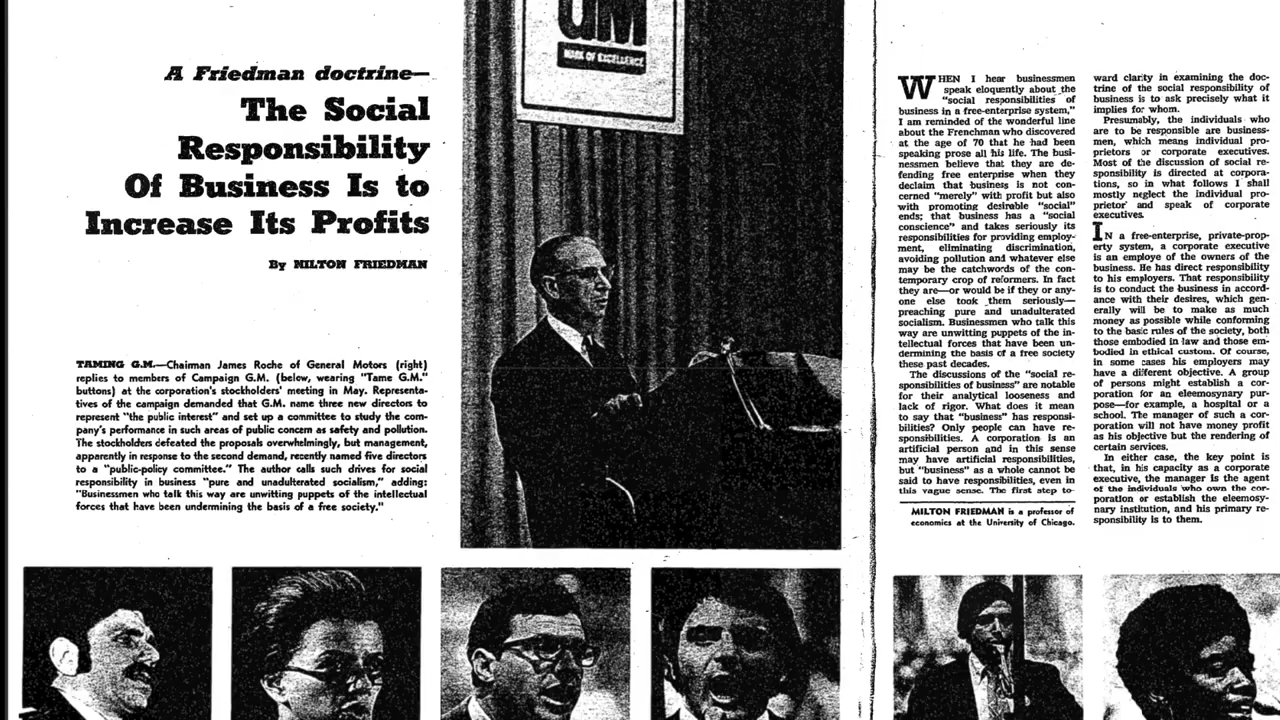 A Friedman doctrine—
The Social
Responsibility
Of Business Is to
Increase Its Profits
By MILTON FRIEDMAN
TAMING G.M.—Chairman James Roche of General Motors (right)
replies to members of Campaign G.M. (below, wearing "Tame G.M."
buttons) at the corporation's stockholders' meeting in May. Representa-
tives of the campaign demanded that G.M. name three new directors to
represent "the public interest" and set up a committee to study the com-
pany's performance in such areas of public concern as safety and pollution.
The stockholders defeated the proposals overwhelmingly, but management,
apparently in response to the second demand, recently named five directors
to a "public-policy committee." The author calls such drives for social
responsibility in business "pure and unadulterated socialism," adding:
"Businessmen who talk this way are unwitting puppets of the intellectual
forces that have been undermining the basis of a free society."
GM
MARK OF EXCELLENCE
WHEN I hear businessmen
speak eloquently about the
"social responsibilities of
business in a free-enterprise system,"
I am reminded of the wonderful line
about the Frenchman who discovered
at the age of 70 that he had been
speaking prose all his life. The busi-
nessmen believe that they are de-
fending free enterprise when they
declaim that business is not con-
cerned "merely" with profit but also
with promoting desirable "social"
ends; that business has a "social
conscience" and takes seriously its
responsibilities for providing employ-
ment, eliminating discrimination,
avoiding pollution and whatever else
may be the catchwords of the con-
temporary crop of reformers. In fact
they are—or would be if they or any-
one else took them seriously—
preaching pure and unadulterated
socialism. Businessmen who talk this
way are unwitting puppets of the in-
tellectual forces that have been un-
dermining the basis of a free society
these past decades.
The discussions of the "social re-
sponsibilities of business" are notable
for their analytical looseness and
lack of rigor. What does it mean
to say that "business" has responsi-
bilities? Only people can have re-
sponsibilities. A corporation is an
artificial person and in this sense
may have artificial responsibilities,
but "business" as a whole cannot be
said to have responsibilities, even in
this vague sense. The first step to-
MILTON FRIEDMAN is a professor of
economics at the University of Chicago.
ward clarity in examining the doc-
trine of the social responsibility of
business is to ask precisely what it
implies for whom.
Presumably, the individuals who
are to be responsible are business-
men, which means individual pro-
prietors or corporate executives.
Most of the discussion of social re-
sponsibility is directed at corpora-
tions, so in what follows I shall
mostly neglect the individual pro-
prietor and speak of corporate
executives.
IN a free-enterprise, private-prop-
erty system, a corporate executive
is an employe of the owners of the
business. He has direct responsibility
to his employers. That responsibility
is to conduct the business in accord-
ance with their desires, which gen-
erally will be to make as much
money as possible while conforming
to the basic rules of the society, both
those embodied in law and those em-
bodied in ethical custom. Of course,
in some cases his employers may
have a different objective. A group
of persons might establish a cor-
poration for an eleemosynary pur-
pose—for example, a hospital or a
school. The manager of such a cor-
poration will not have money profit
as his objective but the rendering of
certain services.
In either case, the key point is
that, in his capacity as a corporate
executive, the manager is the agent
of the individuals who own the cor-
poration or establish the eleemosy-
nary institution, and his primary re-
sponsibility is to them.